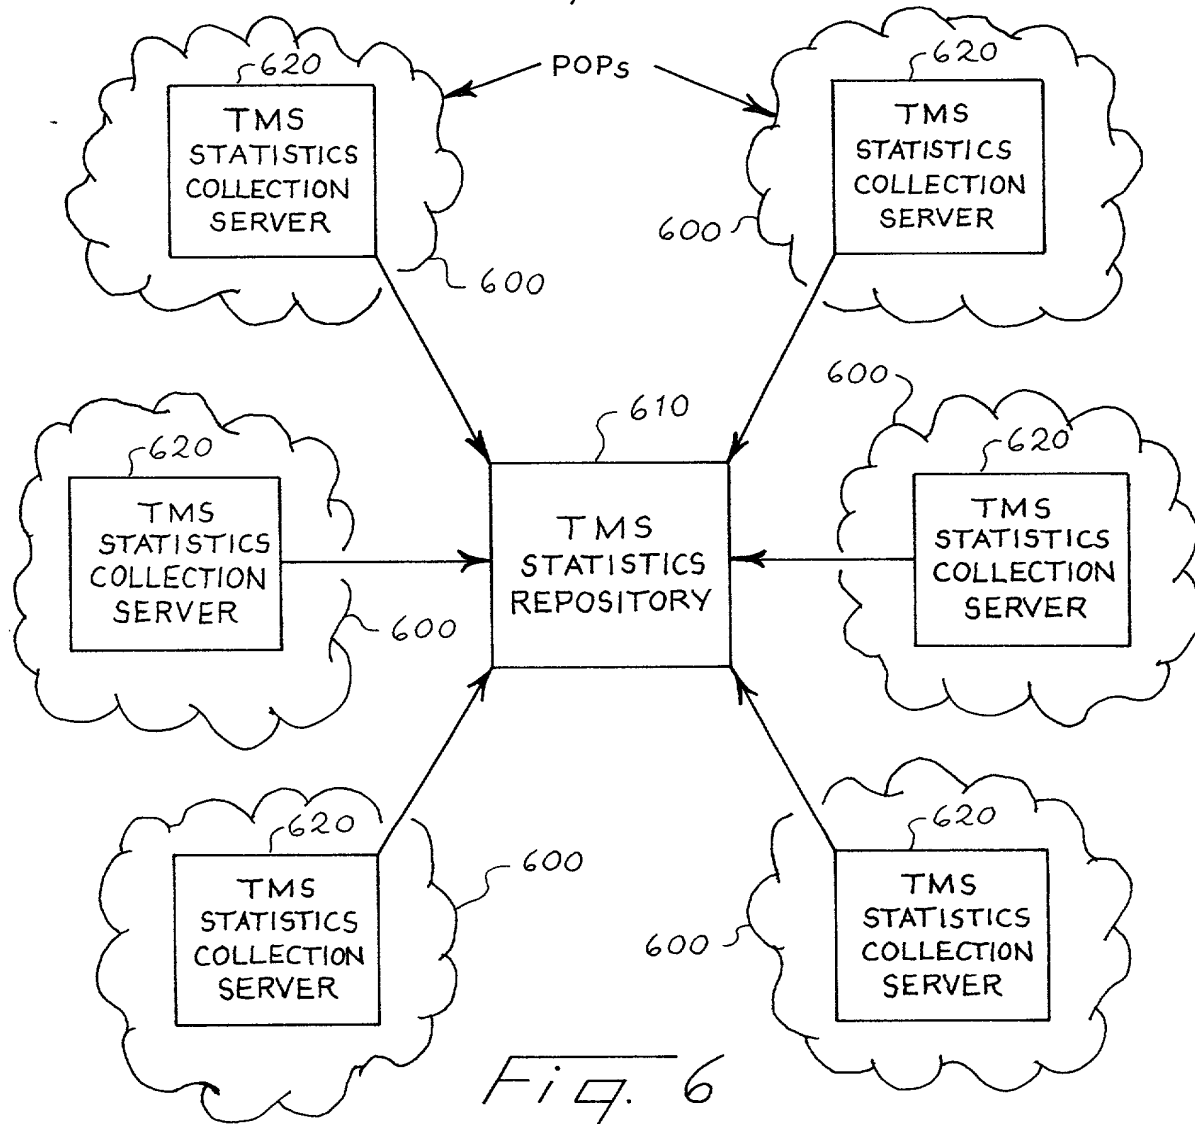 POPs
620
TMS
STATISTICS
COLLECTION
SERVER
600
620
TMS
STATISTICS
COLLECTION
SERVER
600
620
TMS
STATISTICS
COLLECTION
SERVER
600
610
TMS
STATISTICS
REPOSITORY
600
620
TMS
STATISTICS
COLLECTION
SERVER
620
TMS
STATISTICS
COLLECTION
SERVER
600
620
TMS
STATISTICS
COLLECTION
SERVER
600
Fig. 6